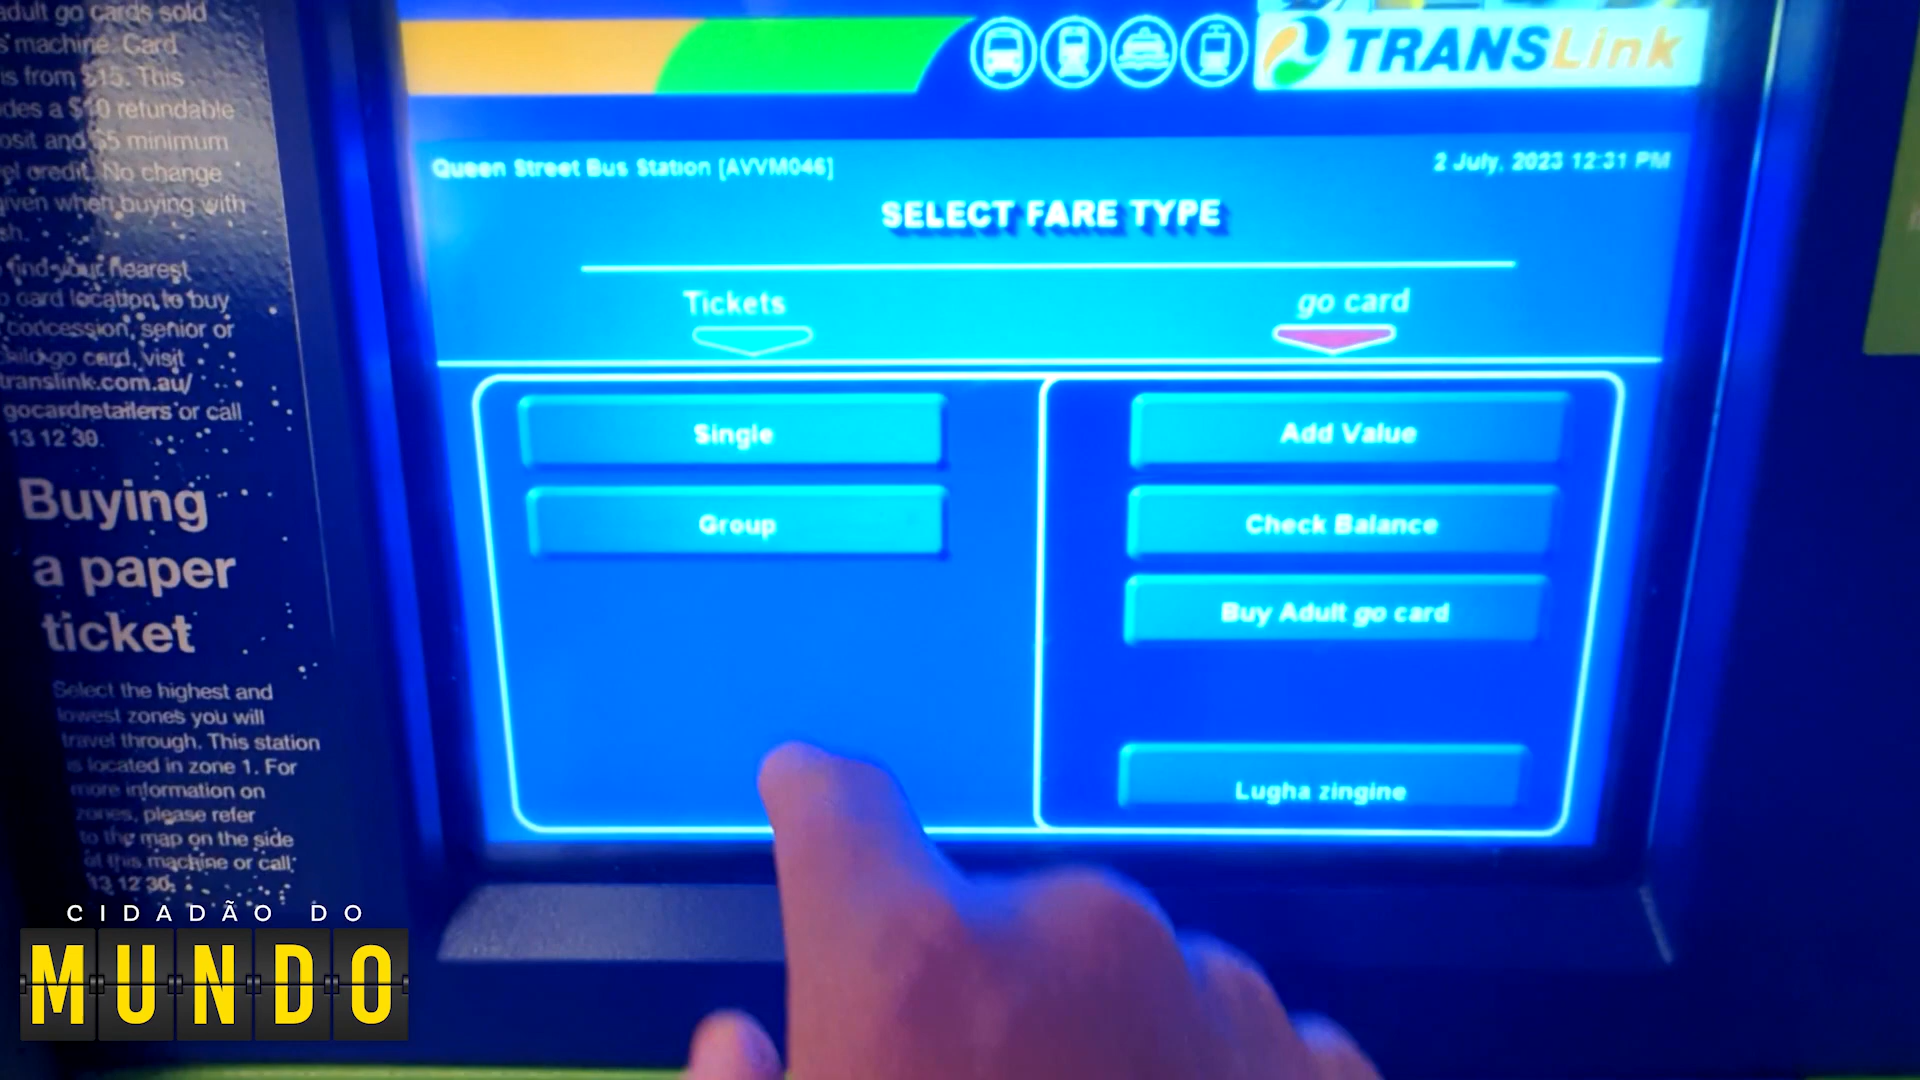 adult go cards sold
s machine. Card
is from $15. This
des a $10 refundable
osit and $5 minimum
el credit. No change
given when buying with
sh.
find your nearest
o card location to buy
concession, senior or
child go card, visit
translink.com.au/
gocardretailers or call
13 12 30.
Buying
a paper
ticket
Select the highest and
lowest zones you will
travel through. This station
is located in zone 1. For
more information on
zones, please refer
to the map on the side
of this machine or call
13 12 30.
TRANSLink
Queen Street Bus Station [AVVM046]
2 July, 2023 12:31 PM
SELECT FARE TYPE
Tickets
go card
Single
Add Value
Group
Check Balance
Buy Adult go card
Lugha zingine
CIDADÃO DO
MUNDO